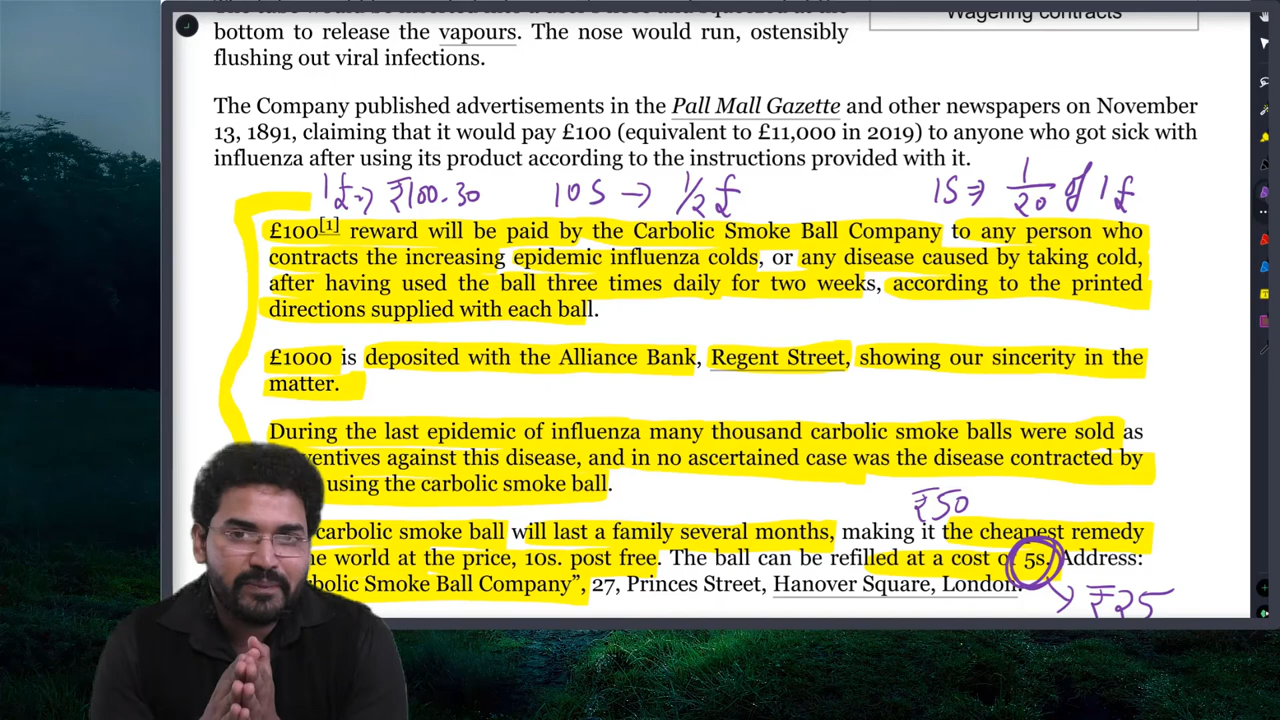 Wagering contracts
bottom to release the vapours. The nose would run, ostensibly
flushing out viral infections.
The Company published advertisements in the Pall Mall Gazette and other newspapers on November
13, 1891, claiming that it would pay £100 (equivalent to £11,000 in 2019) to anyone who got sick with
influenza after using its product according to the instructions provided with it.
1£ => ₹100.30 10S → 1/2 £ 1S => 1/20 of 1£
£100[1] reward will be paid by the Carbolic Smoke Ball Company to any person who
contracts the increasing epidemic influenza colds, or any disease caused by taking cold,
after having used the ball three times daily for two weeks, according to the printed
directions supplied with each ball.
£1000 is deposited with the Alliance Bank, Regent Street, showing our sincerity in the
matter.
During the last epidemic of influenza many thousand carbolic smoke balls were sold as
ventives against this disease, and in no ascertained case was the disease contracted by
using the carbolic smoke ball.
₹50
carbolic smoke ball will last a family several months, making it the cheapest remedy
e world at the price, 10s. post free. The ball can be refilled at a cost of 5s. Address:
bolic Smoke Ball Company”, 27, Princes Street, Hanover Square, London.
→ ₹25